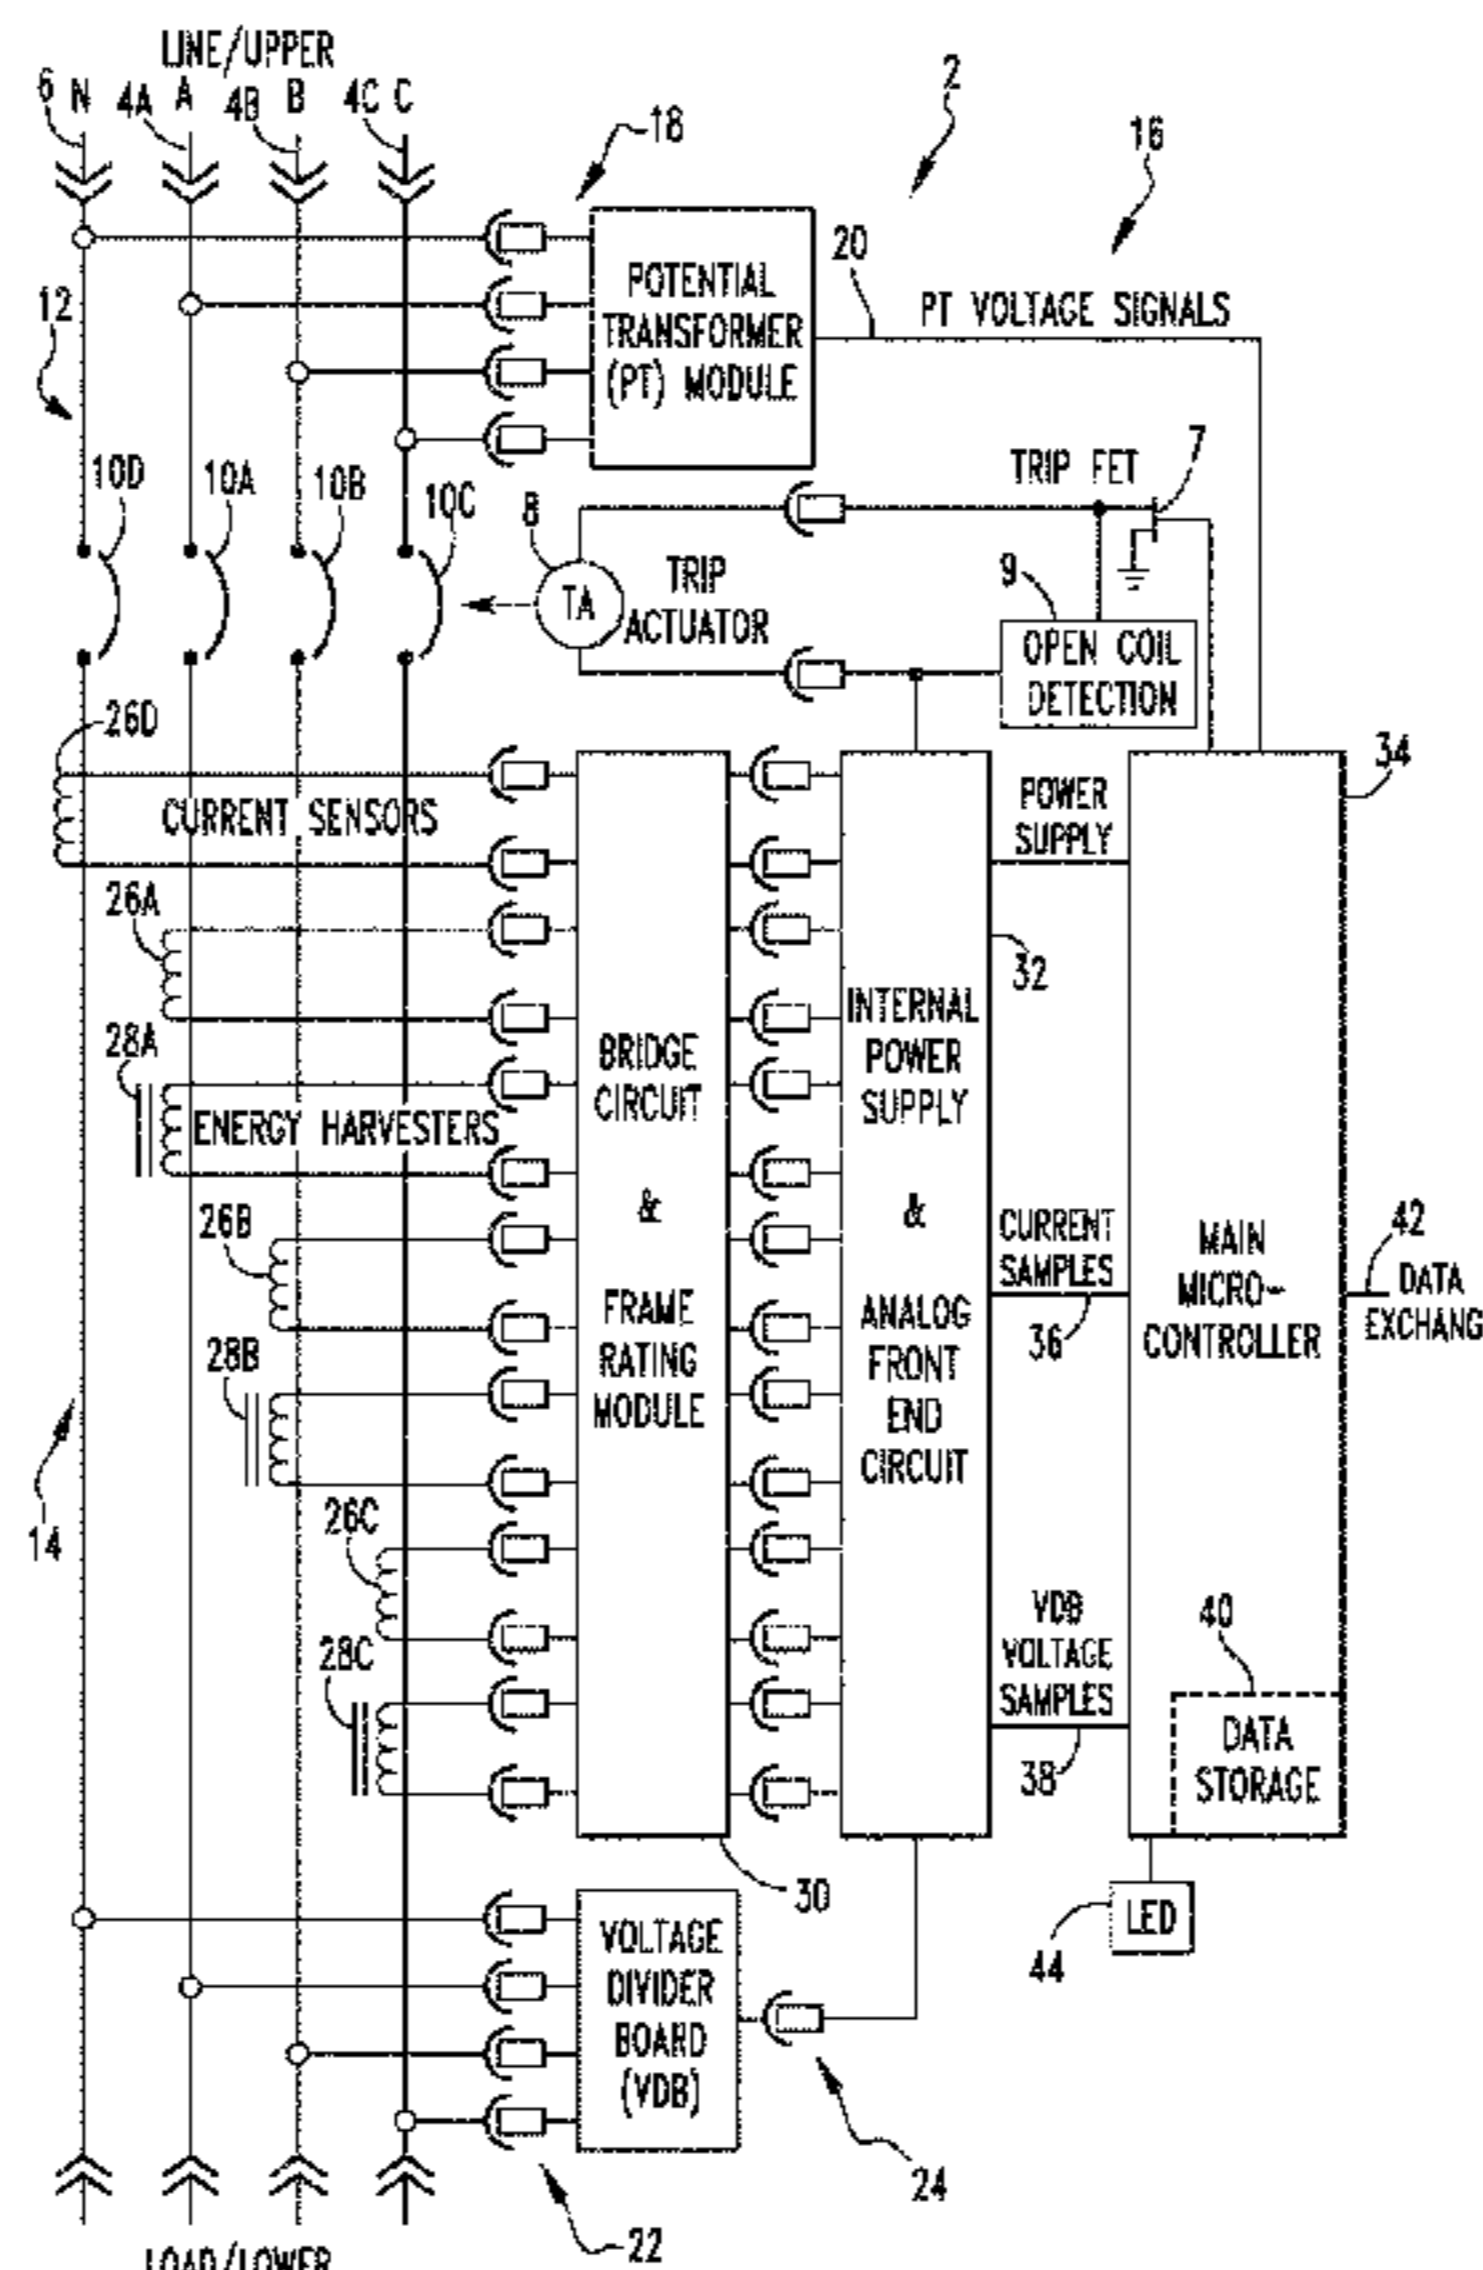 LINE/UPPER
6 N 4A A 4B B 4C C
2
18
16
12
POTENTIAL
TRANSFORMER
(PT) MODULE
20
PT VOLTAGE SIGNALS
10D
10A
10B
10C
8
TA
TRIP
ACTUATOR
TRIP FET
7
9
OPEN COIL
DETECTION
26D
CURRENT SENSORS
26A
28A
ENERGY HARVESTERS
26B
28B
26C
28C
14
BRIDGE
CIRCUIT
&
FRAME
RATING
MODULE
30
INTERNAL
POWER
SUPPLY
&
ANALOG
FRONT
END
CIRCUIT
32
POWER
SUPPLY
CURRENT
SAMPLES
36
VDB
VOLTAGE
SAMPLES
38
34
MAIN
MICRO-
CONTROLLER
42
DATA
EXCHANG
40
DATA
STORAGE
LED
44
VOLTAGE
DIVIDER
BOARD
(VDB)
24
22
LOAD/LOWER